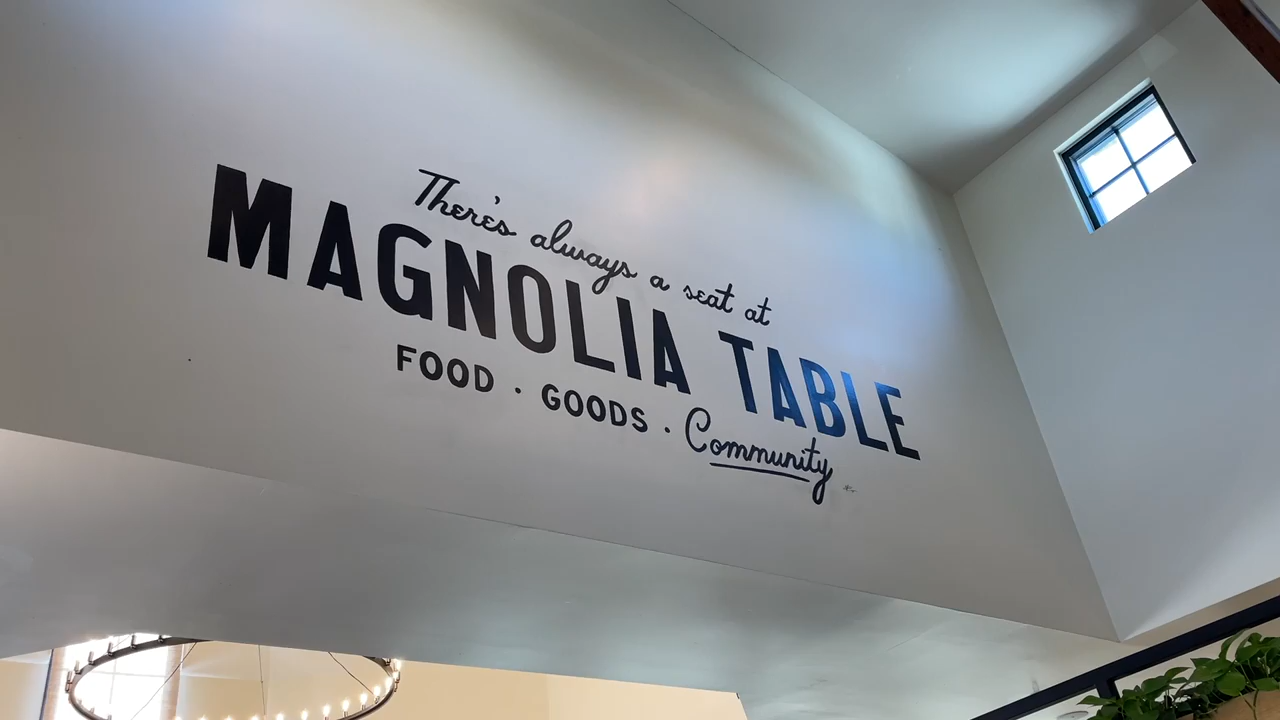 There's always a seat at
MAGNOLIA TABLE
FOOD · GOODS · Community